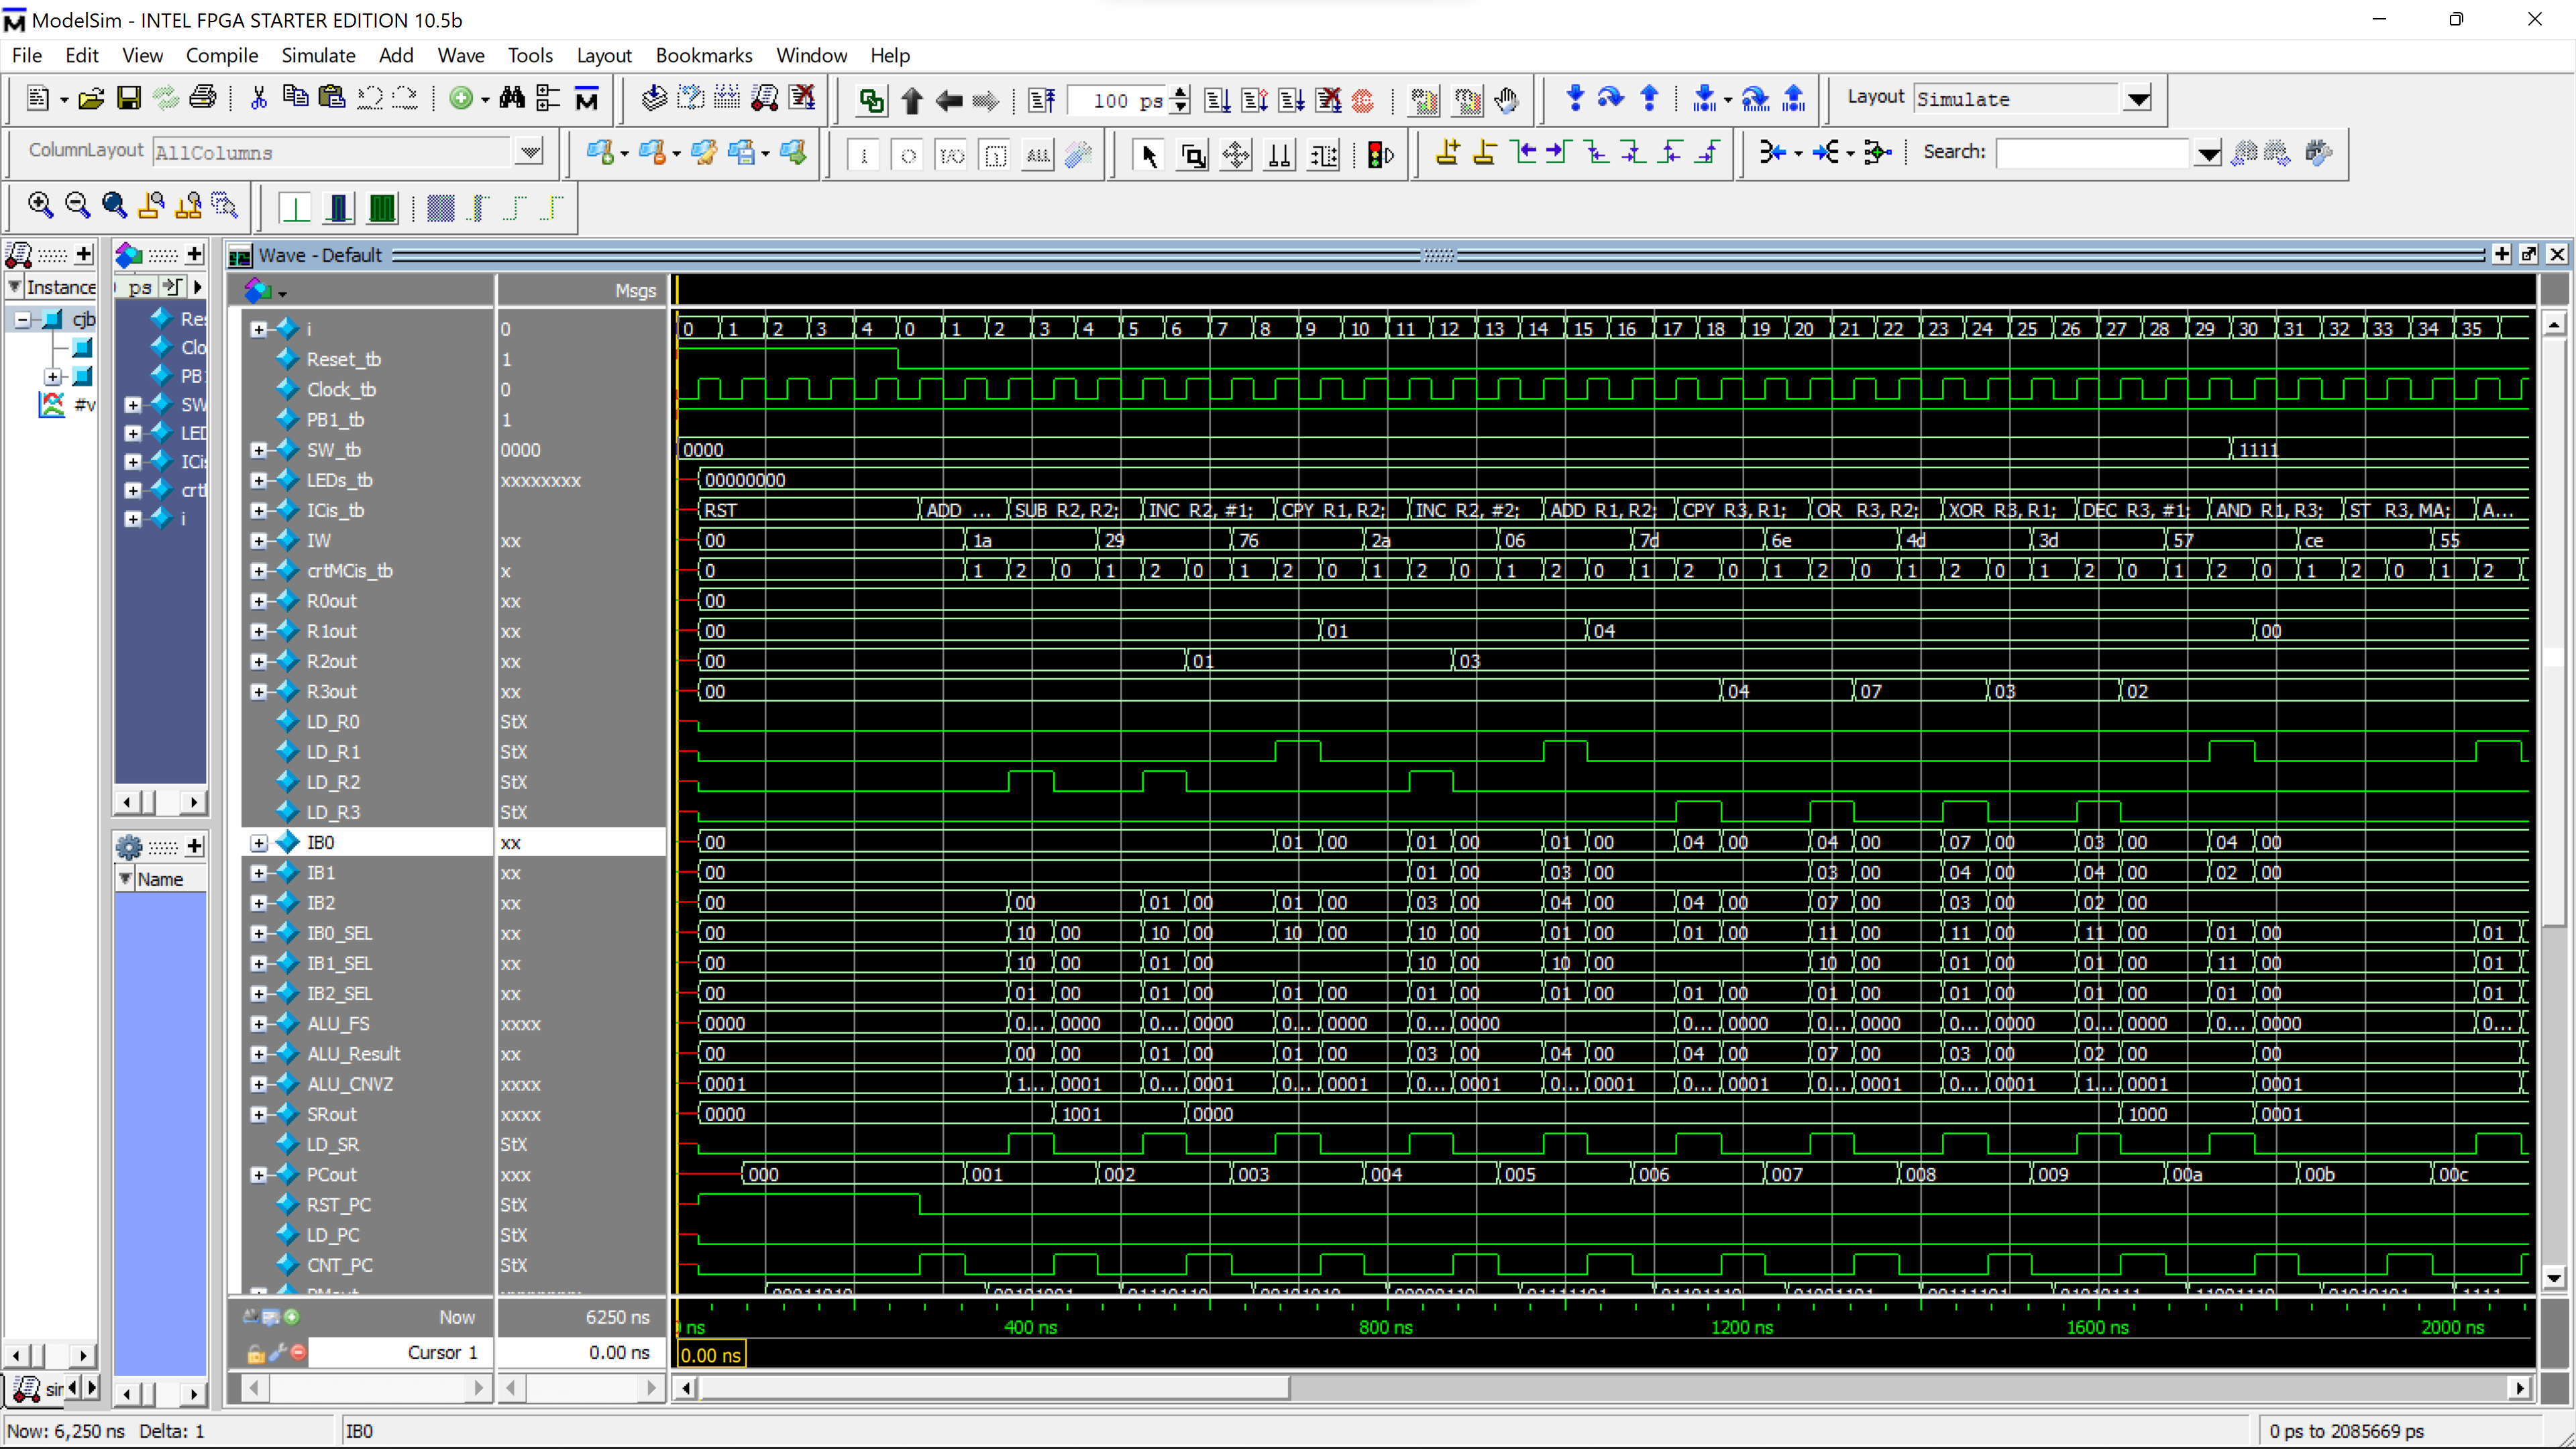 ModelSim - INTEL FPGA STARTER EDITION 10.5b
File Edit View Compile Simulate Add Wave Tools Layout Bookmarks Window Help
100 ps
Layout Simulate
ColumnLayout AllColumns
ALL
Search:
Wave - Default
Instance
ps
Msgs
cjb
#v
Res
Clo
PB
SW
LED
ICis
crt
i
Name
i 0 0 1 2 3 4 0 1 2 3 4 5 6 7 8 9 10 11 12 13 14 15 16 17 18 19 20 21 22 23 24 25 26 27 28 29 30 31 32 33 34 35
Reset_tb 1
Clock_tb 0
PB1_tb 1
SW_tb 0000 0000 1111
LEDs_tb xxxxxxxx 00000000
ICis_tb RST ADD ... SUB R2, R2; INC R2, #1; CPY R1, R2; INC R2, #2; ADD R1, R2; CPY R3, R1; OR R3, R2; XOR R3, R1; DEC R3, #1; AND R1, R3; ST R3, MA; A...
IW xx 00 1a 29 76 2a 06 7d 6e 4d 3d 57 ce 55
crtMCis_tb x 0 1 2 0 1 2 0 1 2 0 1 2 0 1 2 0 1 2 0 1 2 0 1 2 0 1 2 0 1 2 0 1 2 0 1 2
R0out xx 00
R1out xx 00 01 04 00
R2out xx 00 01 03
R3out xx 00 04 07 03 02
LD_R0 StX
LD_R1 StX
LD_R2 StX
LD_R3 StX
IB0 xx 00 01 00 01 00 01 00 04 00 04 00 07 00 03 00 04 00
IB1 xx 00 01 00 03 00 03 00 04 00 04 00 02 00
IB2 xx 00 00 01 00 01 00 03 00 04 00 04 00 07 00 03 00 02 00
IB0_SEL xx 00 10 00 10 00 10 00 10 00 01 00 01 00 11 00 11 00 11 00 01 00 01
IB1_SEL xx 00 10 00 01 00 10 00 10 00 10 00 01 00 01 00 11 00 01
IB2_SEL xx 00 01 00 01 00 01 00 01 00 01 00 01 00 01 00 01 00 01 00 01 00 01
ALU_FS xxxx 0000 0... 0000 0... 0000 0... 0000 0... 0000 0... 0000 0... 0000 0... 0000 0... 0000 0... 0000 0...
ALU_Result xx 00 00 00 01 00 01 00 03 00 04 00 04 00 07 00 03 00 02 00 00
ALU_CNVZ xxxx 0001 1... 0001 0... 0001 0... 0001 0... 0001 0... 0001 0... 0001 0... 0001 0... 0001 1... 0001 0001
SRout xxxx 0000 1001 0000 1000 0001
LD_SR StX
PCout xxx 000 001 002 003 004 005 006 007 008 009 00a 00b 00c
RST_PC StX
LD_PC StX
CNT_PC StX
Now 6250 ns ns 400 ns 800 ns 1200 ns 1600 ns 2000 ns
Cursor 1 0.00 ns 0.00 ns
sim
Now: 6,250 ns Delta: 1 IB0 0 ps to 2085669 ps